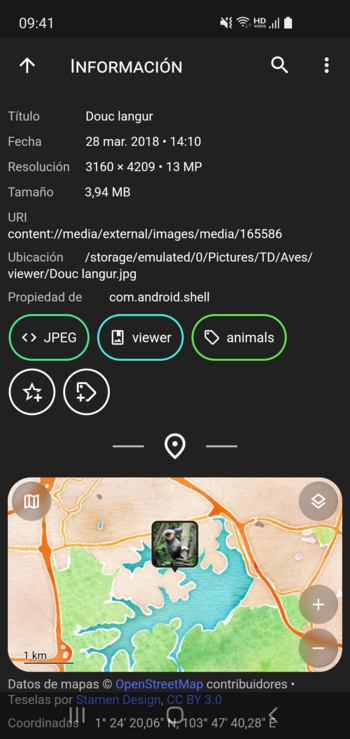 09:41 HD VOICE
INFORMACIÓN
Título Douc langur
Fecha 28 mar. 2018 • 14:10
Resolución 3160 × 4209 • 13 MP
Tamaño 3,94 MB
URI
content://media/external/images/media/165586
Ubicación /storage/emulated/0/Pictures/TD/Aves/
viewer/Douc langur.jpg
Propiedad de com.android.shell
JPEG viewer animals
1 km
Datos de mapas © OpenStreetMap contribuidores •
Teselas por Stamen Design, CC BY 3.0
Coordenadas 1° 24′ 20,06″ N, 103° 47′ 40,28″ E